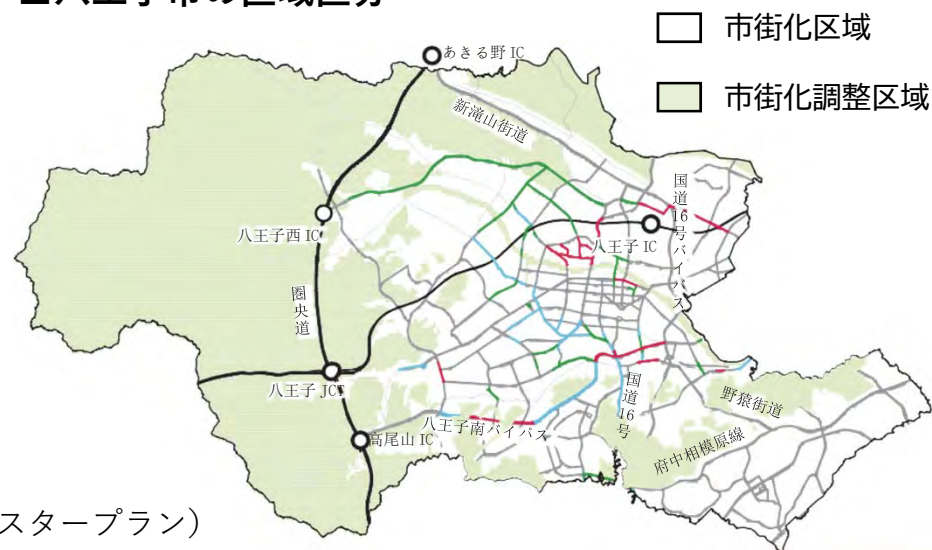 ■八王子市の区域区分
市街化区域
市街化調整区域
あきる野 IC
新滝山街道
国道16号バイパス
八王子西 IC
八王子 IC
圏央道
八王子 JCT
国道16号
野猿街道
八王子南バイパス
高尾山 IC
府中相模原線
スタープラン）